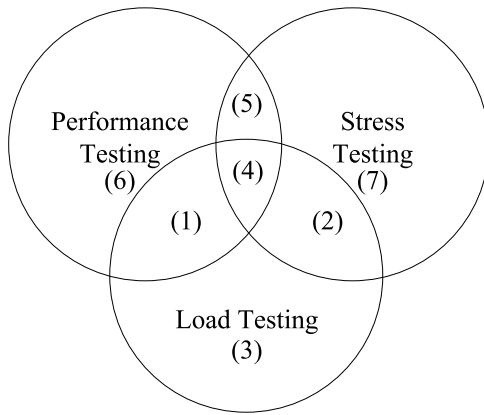 (5)
Performance
Testing
(6)
Stress
Testing
(7)
(4)
(1)
(2)
Load Testing
(3)